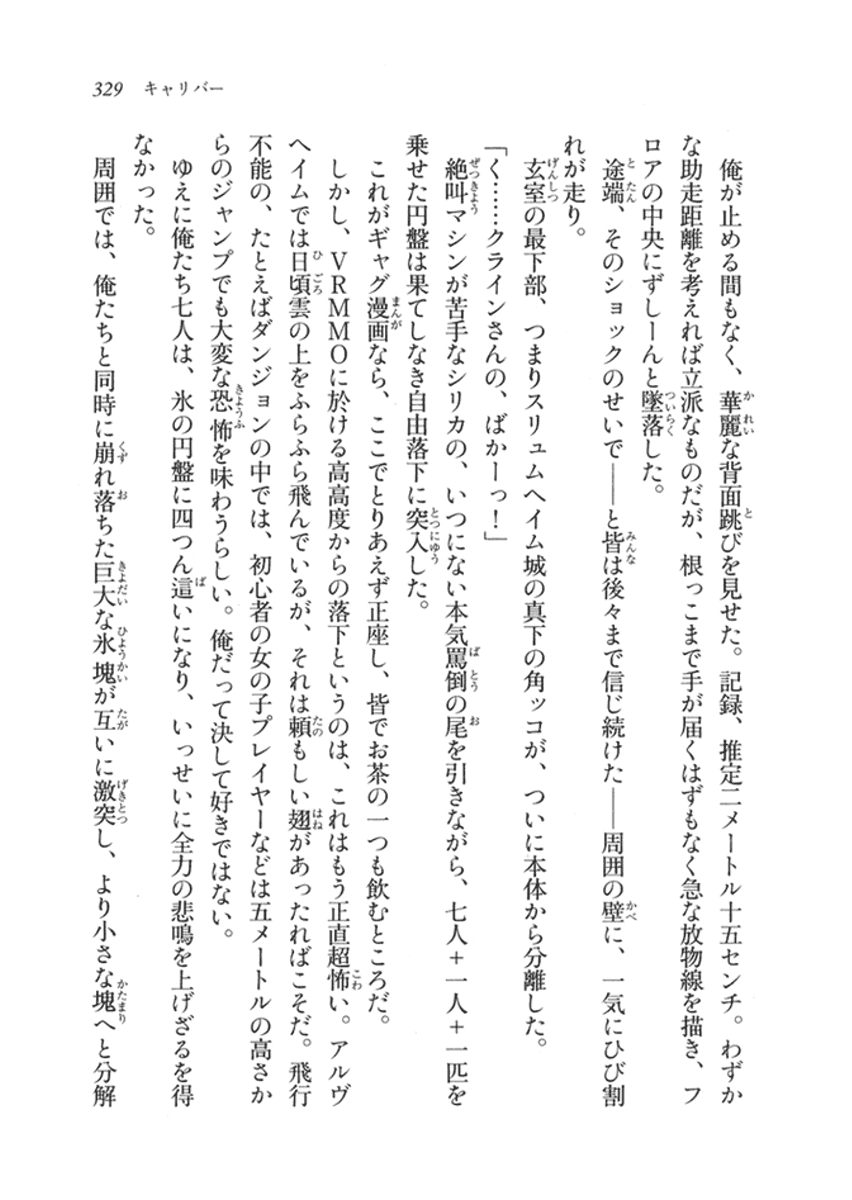 329 キャリバー
俺が止める間もなく、華麗な背面跳びを見せた。記録、推定二メートル十五センチ。わずか
な助走距離を考えれば立派なものだが、根っこまで手が届くはずもなく急な放物線を描き、フ
ロアの中央にずしーんと墜落した。
途端、そのショックのせいで——と皆は後々まで信じ続けた——周囲の壁に、一気にひび割
れが走り。
玄室の最下部、つまりスリュムヘイム城の真下の角ッコが、ついに本体から分離した。
「く……クラインさんの、ばかーっ！」
絶叫マシンが苦手なシリカの、いつにない本気罵倒の尾を引きながら、七人＋一人＋一匹を
乗せた円盤は果てしなき自由落下に突入した。
これがギャグ漫画なら、ここでとりあえず正座し、皆でお茶の一つも飲むところだ。
しかし、ＶＲＭＭＯに於ける高高度からの落下というのは、これはもう正直超怖い。アルヴ
ヘイムでは日頃雲の上をふらふら飛んでいるが、それは頼もしい翅があったればこそだ。飛行
不能の、たとえばダンジョンの中では、初心者の女の子プレイヤーなどは五メートルの高さか
らのジャンプでも大変な恐怖を味わうらしい。俺だって決して好きではない。
ゆえに俺たち七人は、氷の円盤に四つん這いになり、いっせいに全力の悲鳴を上げざるを得
なかった。
周囲では、俺たちと同時に崩れ落ちた巨大な氷塊が互いに激突し、より小さな塊へと分解